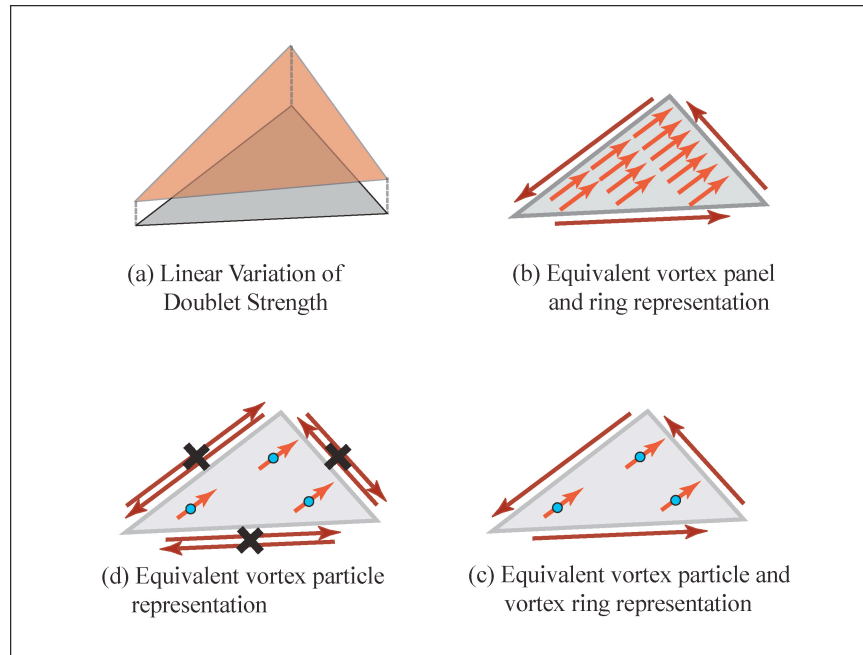 (a) Linear Variation of
Doublet Strength
(b) Equivalent vortex panel
and ring representation
(d) Equivalent vortex particle
representation
(c) Equivalent vortex particle and
vortex ring representation